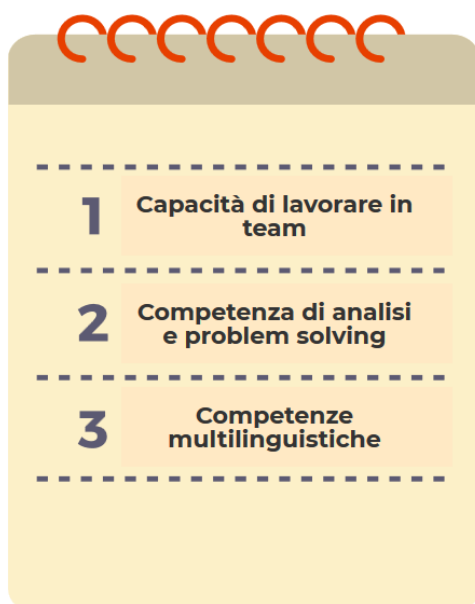 1
Capacità di lavorare in
team
2
Competenza di analisi
e problem solving
3
Competenze
multilinguistiche